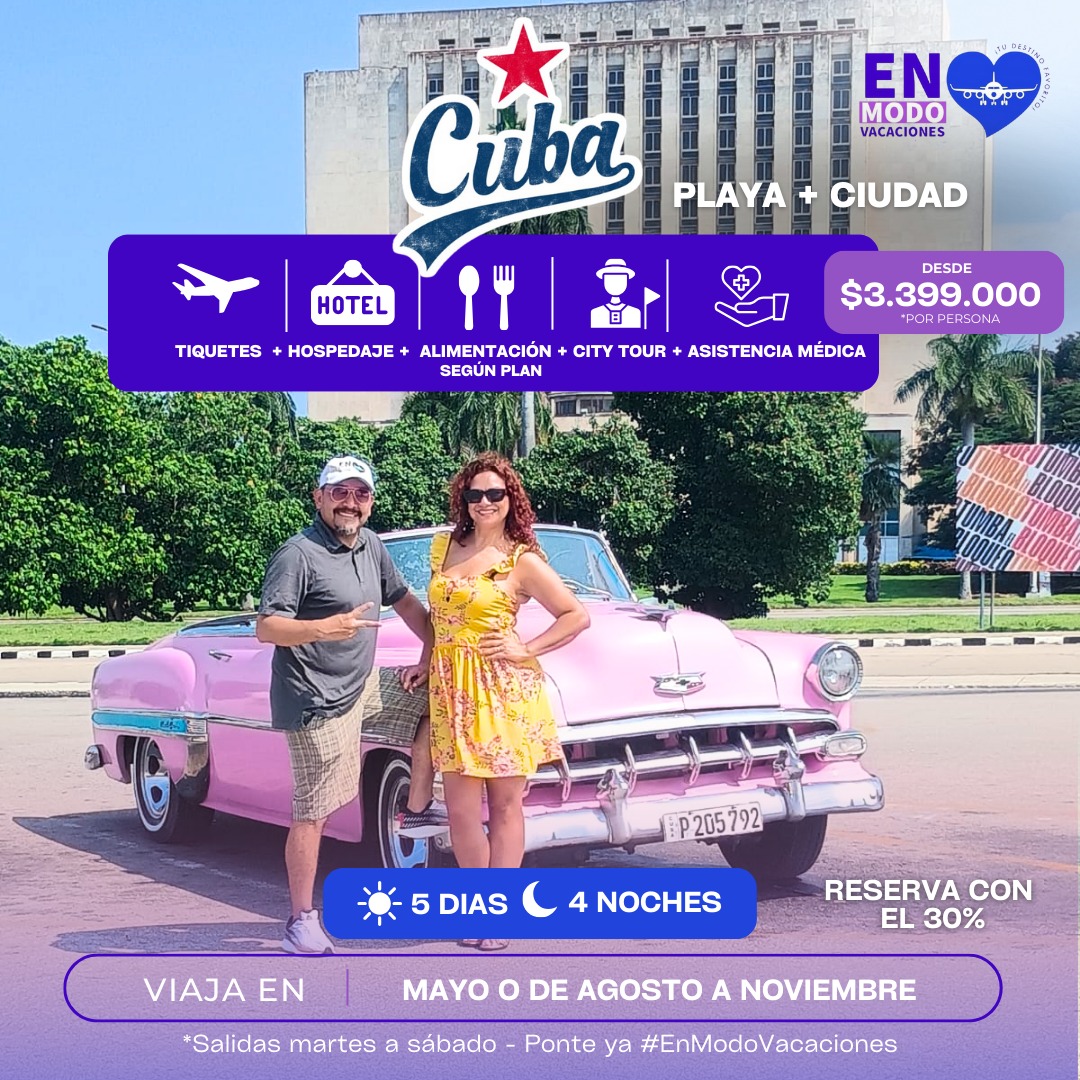 Cuba
EN
MODO
VACACIONES
¡TU DESTINO FAVORITO!
PLAYA + CIUDAD
DESDE
$3.399.000
*POR PERSONA
HOTEL
TIQUETES + HOSPEDAJE + ALIMENTACIÓN + CITY TOUR + ASISTENCIA MÉDICA
SEGÚN PLAN
P 205792
5 DIAS 4 NOCHES
RESERVA CON
EL 30%
VIAJA EN
MAYO O DE AGOSTO A NOVIEMBRE
*Salidas martes a sábado - Ponte ya #EnModoVacaciones